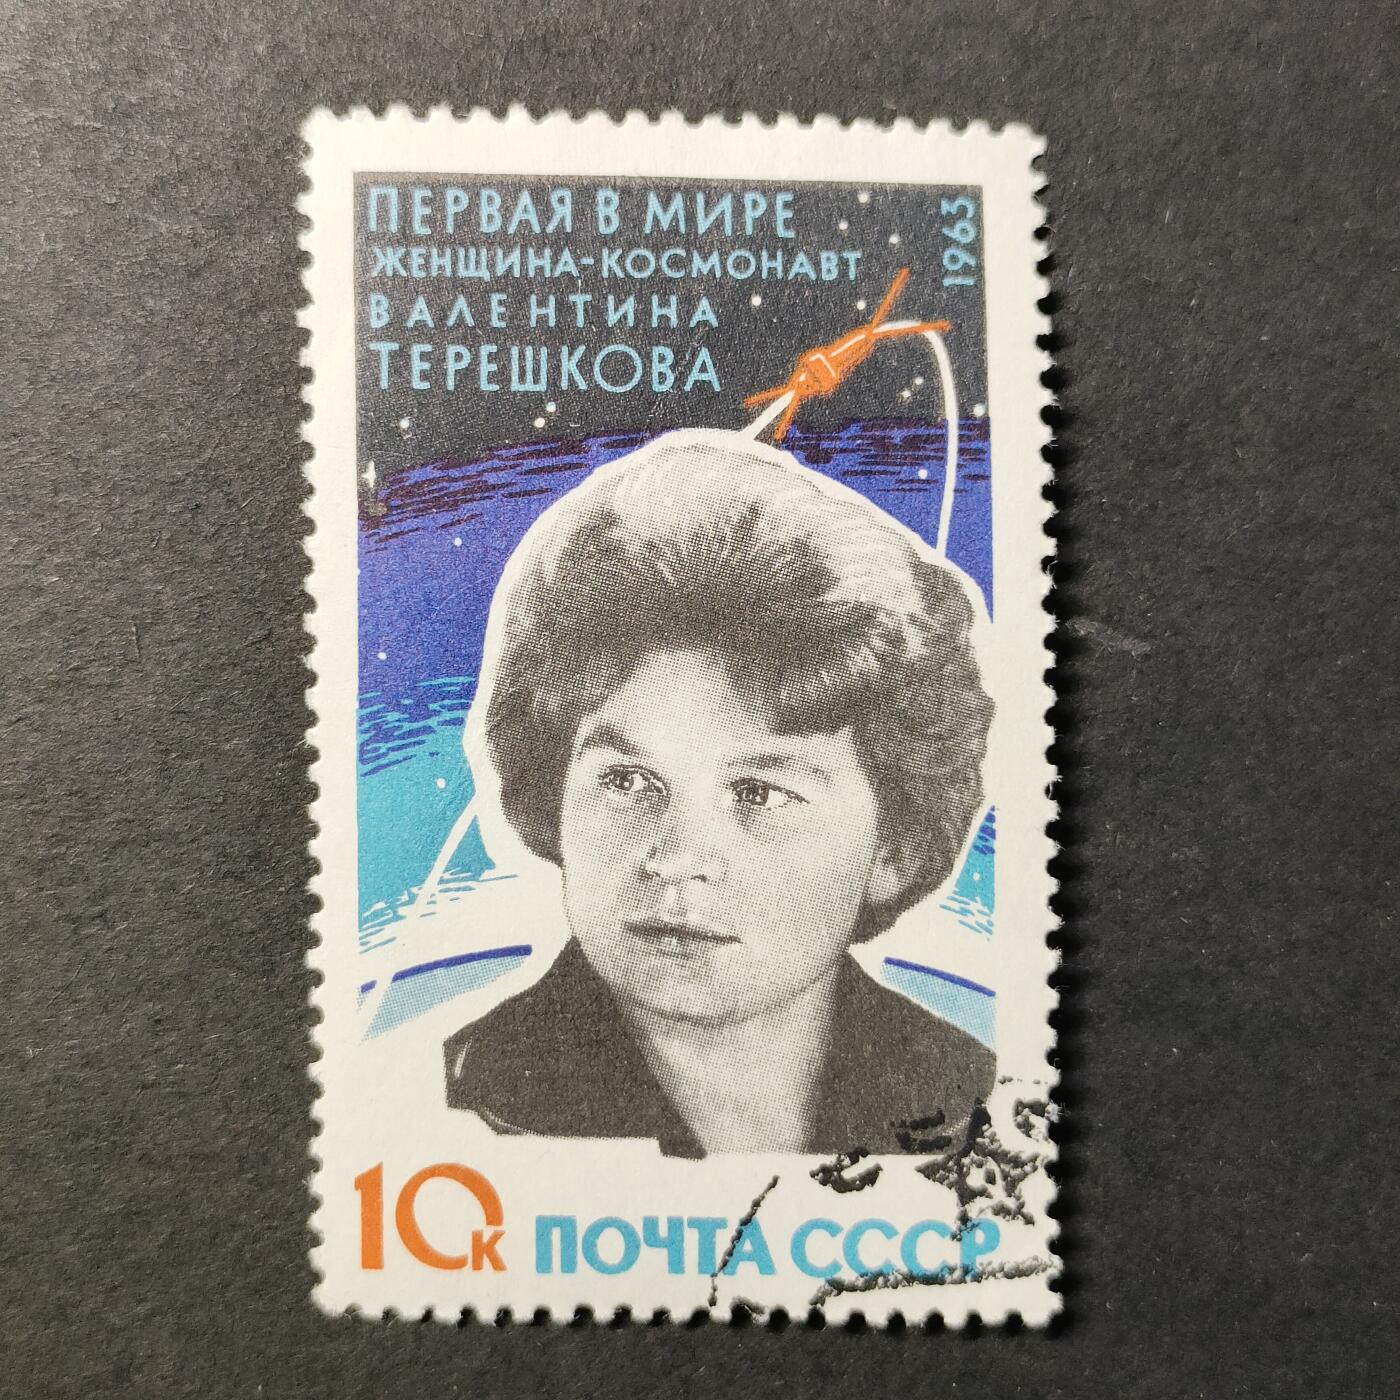 ПЕРВАЯ В МИРЕ
ЖЕНЩИНА-КОСМОНАВТ
ВАЛЕНТИНА
ТЕРЕШКОВА
1963
10к ПОЧТА СССР